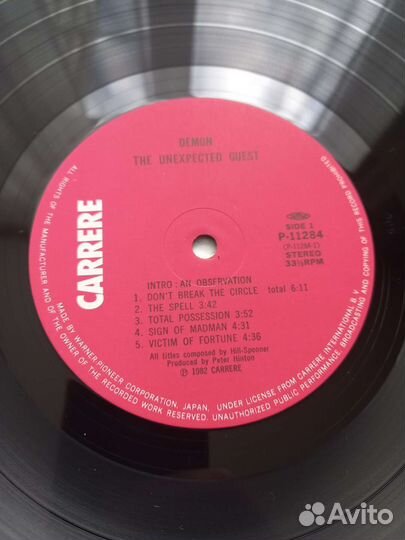 DEMON
THE UNEXPECTED GUEST
CARRERE
SIDE 1
P-11284
(P-11284-1)
STEREO
33⅓RPM
INTRO : AN OBSERVATION
1. DON'T BREAK THE CIRCLE total 6:11
2. THE SPELL 3:42
3. TOTAL POSSESSION 3:52
4. SIGN OF MADMAN 4:31
5. VICTIM OF FORTUNE 4:36
All titles composed by Hill-Spooner
Produced by Peter Hinton
Ⓟ 1982 CARRERE
ALL RIGHTS OF THE MANUFACTURER AND OF THE OWNER OF THE RECORDED WORK RESERVED. UNAUTHORIZED PUBLIC PERFORMANCE, BROADCASTING AND COPYING OF THIS RECORD PROHIBITED
MADE BY WARNER-PIONEER CORPORATION, JAPAN, UNDER LICENSE FROM CARRERE INTERNATIONAL B.V.
Avito